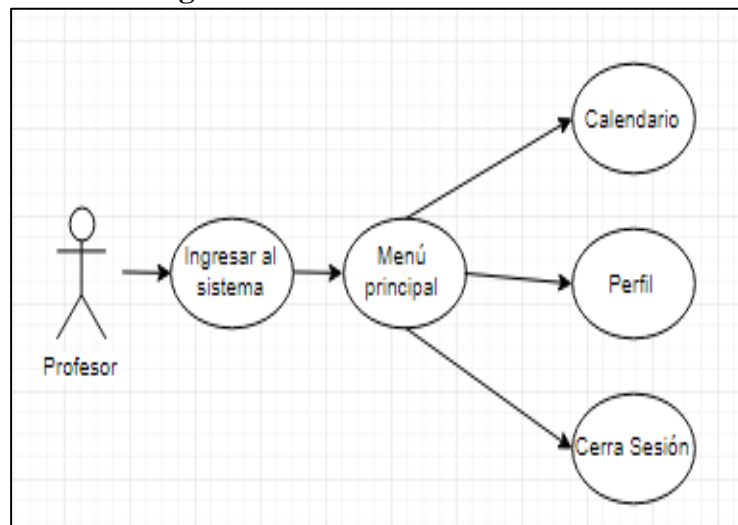 Calendario
Ingresar al
sistema
Menú
principal
Perfil
Profesor
Cerra Sesión